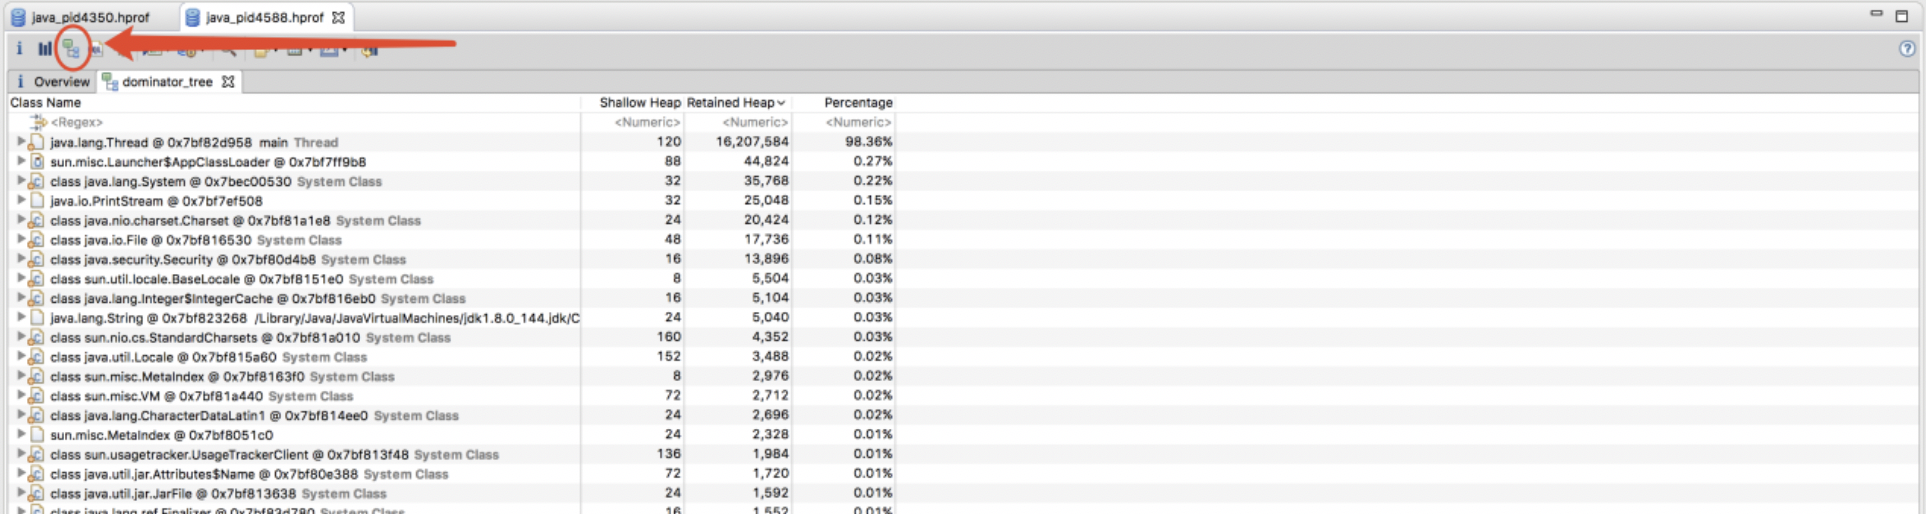 java_pid4350.hprof java_pid4588.hprof
Overview dominator_tree
Class Name Shallow Heap Retained Heap Percentage
<Regex> <Numeric> <Numeric> <Numeric>
java.lang.Thread @ 0x7bf82d958 main Thread 120 16,207,584 98.36%
sun.misc.Launcher$AppClassLoader @ 0x7bf7ff9b8 88 44,824 0.27%
class java.lang.System @ 0x7bec00530 System Class 32 35,768 0.22%
java.io.PrintStream @ 0x7bf7ef508 32 25,048 0.15%
class java.nio.charset.Charset @ 0x7bf81a1e8 System Class 24 20,424 0.12%
class java.io.File @ 0x7bf816530 System Class 48 17,736 0.11%
class java.security.Security @ 0x7bf80d4b8 System Class 16 13,896 0.08%
class sun.util.locale.BaseLocale @ 0x7bf8151e0 System Class 8 5,504 0.03%
class java.lang.Integer$IntegerCache @ 0x7bf816eb0 System Class 16 5,104 0.03%
java.lang.String @ 0x7bf823268 /Library/Java/JavaVirtualMachines/jdk1.8.0_144.jdk/C 24 5,040 0.03%
class sun.nio.cs.StandardCharsets @ 0x7bf81a010 System Class 160 4,352 0.03%
class java.util.Locale @ 0x7bf815a60 System Class 152 3,488 0.02%
class sun.misc.MetaIndex @ 0x7bf8163f0 System Class 8 2,976 0.02%
class sun.misc.VM @ 0x7bf81a440 System Class 72 2,712 0.02%
class java.lang.CharacterDataLatin1 @ 0x7bf814ee0 System Class 24 2,696 0.02%
sun.misc.MetaIndex @ 0x7bf8051c0 24 2,328 0.01%
class sun.usagetracker.UsageTrackerClient @ 0x7bf813f48 System Class 136 1,984 0.01%
class java.util.jar.Attributes$Name @ 0x7bf80e388 System Class 72 1,720 0.01%
class java.util.jar.JarFile @ 0x7bf813638 System Class 24 1,592 0.01%
class java.lang.ref.Finalizer @ 0x7bf83d780 System Class 16 1,552 0.01%